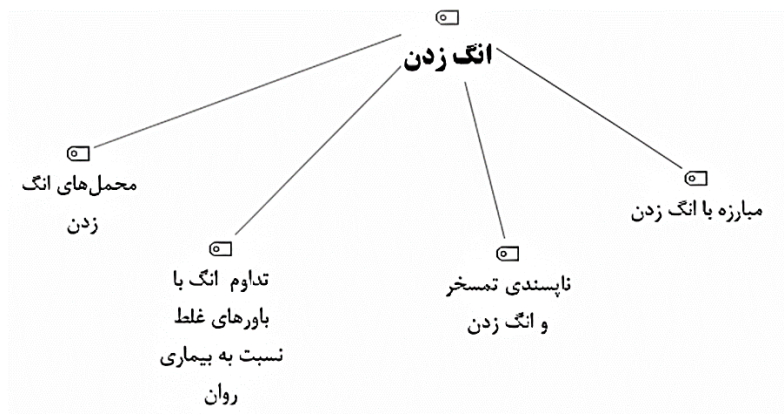 انگ زدن
مبارزه با انگ زدن
ناپسندی تمسخر
و انگ زدن
تداوم انگ با
باورهای غلط
نسبت به بیماری
روان
محمل‌های انگ
زدن